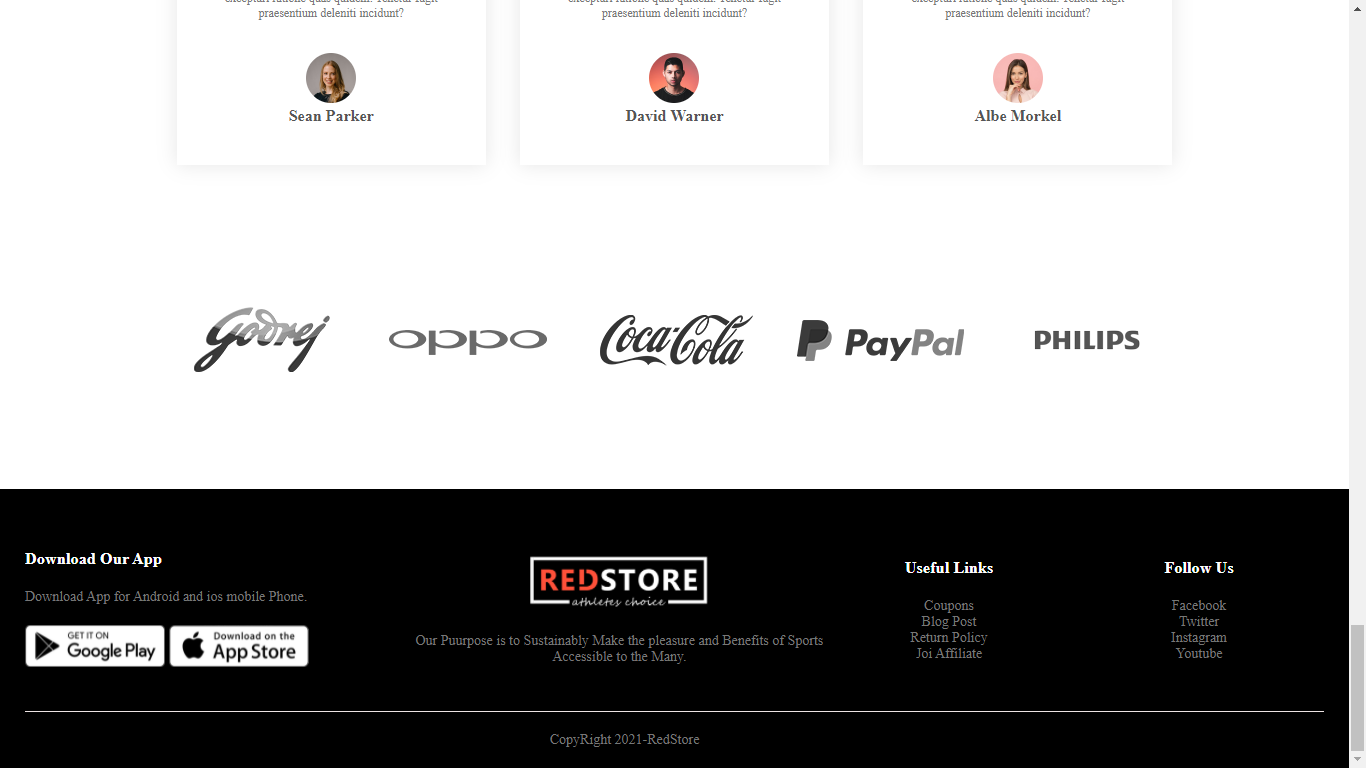 praesentium deleniti incidunt?
praesentium deleniti incidunt?
praesentium deleniti incidunt?
Sean Parker
David Warner
Albe Morkel
Godrej
oppo
Coca-Cola
PayPal
PHILIPS
Download Our App
Download App for Android and ios mobile Phone.
GET IT ON
Google Play
Download on the
App Store
REDSTORE
athletes choice
Our Puurpose is to Sustainably Make the pleasure and Benefits of Sports
Accessible to the Many.
Useful Links
Coupons
Blog Post
Return Policy
Joi Affiliate
Follow Us
Facebook
Twitter
Instagram
Youtube
CopyRight 2021-RedStore